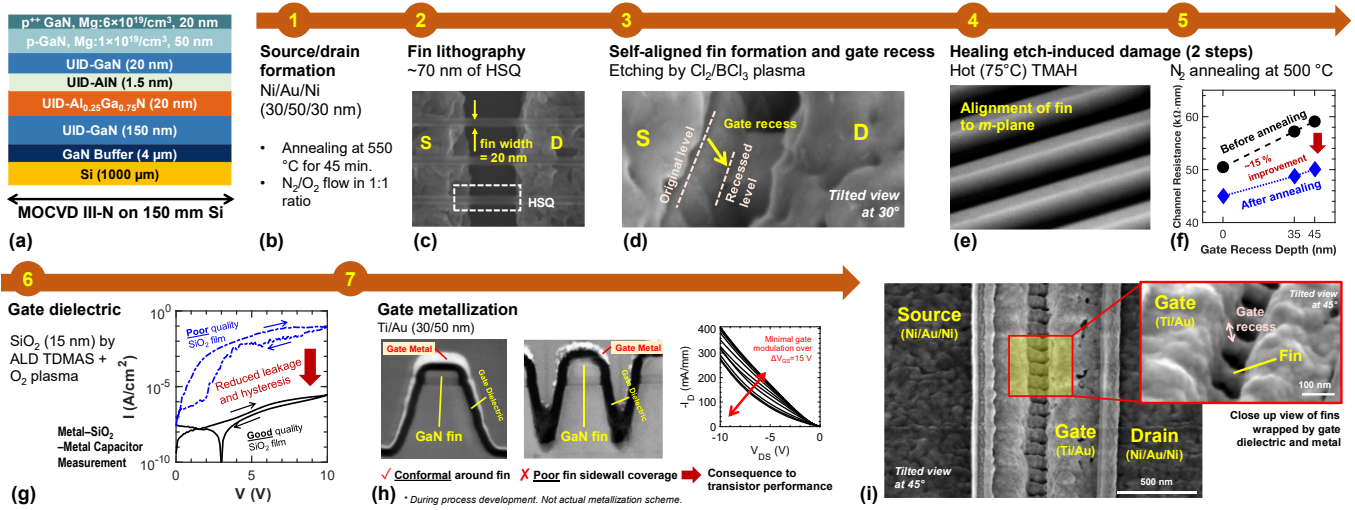 p⁺⁺ GaN, Mg:6×10¹⁹/cm³, 20 nm
p-GaN, Mg:1×10¹⁹/cm³, 50 nm
UID-GaN (20 nm)
UID-AlN (1.5 nm)
UID-Al₀.₂₅Ga₀.₇₅N (20 nm)
UID-GaN (150 nm)
GaN Buffer (4 µm)
Si (1000 µm)
MOCVD III-N on 150 mm Si
(a)
1
Source/drain
formation
Ni/Au/Ni
(30/50/30 nm)
• Annealing at 550
°C for 45 min.
• N₂/O₂ flow in 1:1
ratio
(b)
2
Fin lithography
~70 nm of HSQ
S
D
fin width
= 20 nm
HSQ
(c)
3
Self-aligned fin formation and gate recess
Etching by Cl₂/BCl₃ plasma
S
D
Gate recess
Original level
Recessed
level
Tilted view
at 30°
(d)
4
5
Healing etch-induced damage (2 steps)
Hot (75°C) TMAH
N₂ annealing at 500 °C
Alignment of fin
to m-plane
(e)
Channel Resistance (kΩ·mm)
60
50
40
Before annealing
~15 %
improvement
After annealing
0
35
45
Gate Recess Depth (nm)
(f)
6
Gate dielectric
SiO₂ (15 nm) by
ALD TDMAS +
O₂ plasma
Metal–SiO₂
–Metal Capacitor
Measurement
I (A/cm²)
10⁰
10⁻⁵
10⁻¹⁰
Poor quality
SiO₂ film
Reduced leakage
and hysteresis
Good quality
SiO₂ film
0
5
10
V (V)
(g)
7
Gate metallization
Ti/Au (30/50 nm)
Gate Metal
Gate Dielectric
GaN fin
Gate Metal
Gate Dielectric
GaN fin
✓ Conformal around fin
✗ Poor fin sidewall coverage
* During process development. Not actual metallization scheme.
-I_D (mA/mm)
400
300
200
100
0
Minimal gate
modulation over
ΔV_GS=15 V
-10
-5
0
V_DS (V)
Consequence to
transistor performance
(h)
Source
(Ni/Au/Ni)
Gate
(Ti/Au)
Drain
(Ni/Au/Ni)
Tilted view
at 45°
500 nm
Tilted view
at 45°
Gate
(Ti/Au)
Gate
recess
Fin
100 nm
Close up view of fins
wrapped by gate
dielectric and metal
(i)